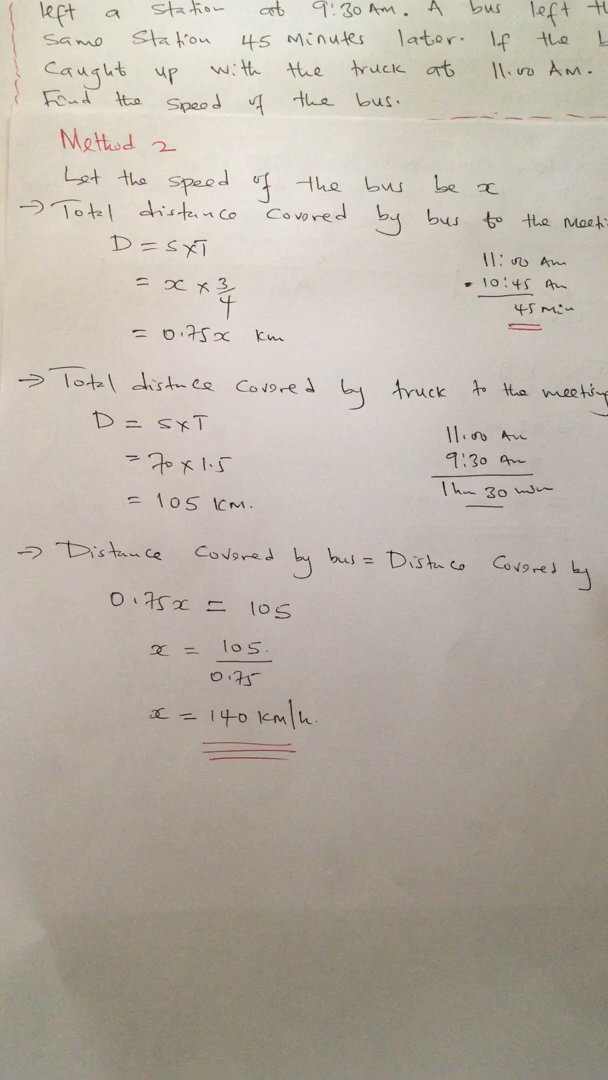 left a station at 9:30 Am. A bus left th
same station 45 minutes later. If the b
Caught up with the truck at 11.00 AM.
Find the speed of the bus.
Method 2
Let the speed of the bus be x
→ Total distance covered by bus to the meeti
D = S x T
11:00 Am
= x × 3/4
- 10:45 Am
45 min
= 0.75x km
→ Total distnce covered by truck to the meeting
D = S x T
11.00 Am
= 70 x 1.5
9:30 Am
1hr 30 min
= 105 KM.
→ Distance Covered by bus = Distnce Covered by
0.75x = 105
x = 105.
0.75
x = 140 KM/h.